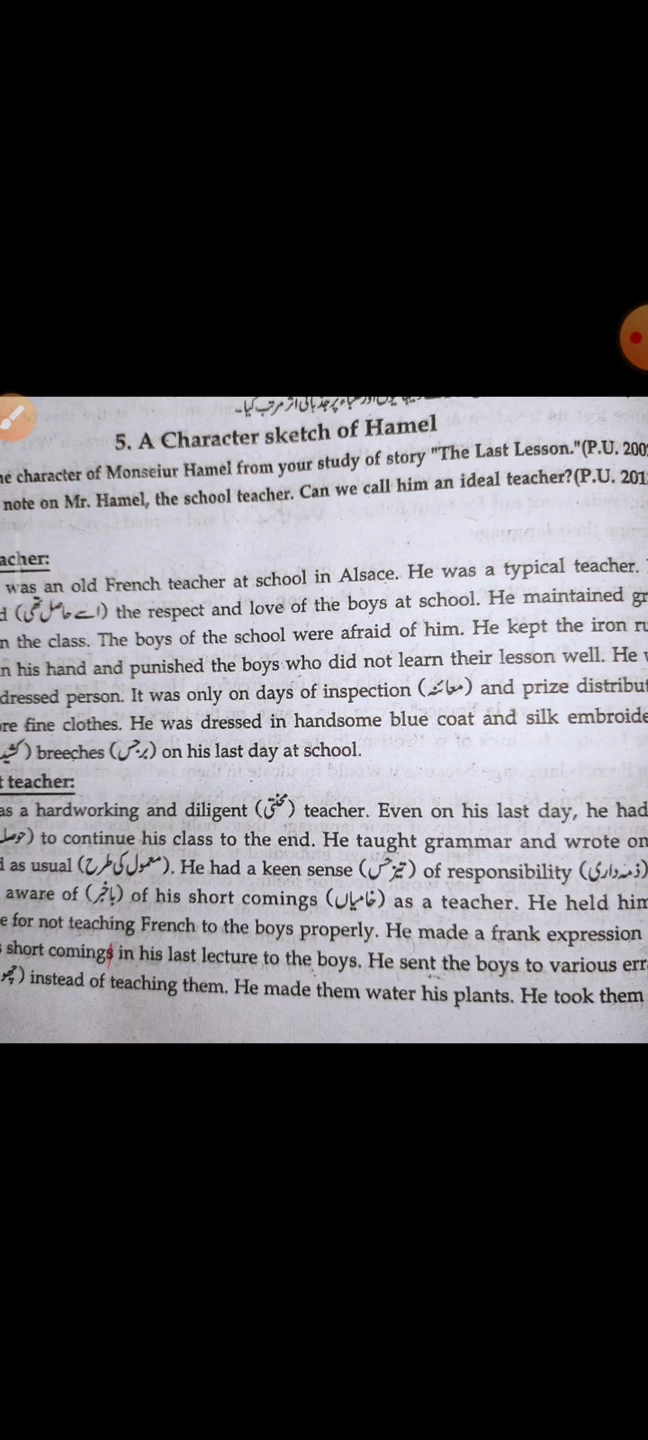 5. A Character sketch of Hamel
character of Monseiur Hamel from your study of story "The Last Lesson."(P.U. 200
note on Mr. Hamel, the school teacher. Can we call him an ideal teacher?(P.U. 201
acher:
was an old French teacher at school in Alsace. He was a typical teacher.
d (اسے حاصل تھی) the respect and love of the boys at school. He maintained gr
n the class. The boys of the school were afraid of him. He kept the iron ru
n his hand and punished the boys who did not learn their lesson well. He
dressed person. It was only on days of inspection (معائنہ) and prize distribut
re fine clothes. He was dressed in handsome blue coat and silk embroide
breeches (برجس) on his last day at school.
t teacher:
as a hardworking and diligent (محنتی) teacher. Even on his last day, he had
) to continue his class to the end. He taught grammar and wrote on
d as usual (معمول کی طرح). He had a keen sense (تیز حس) of responsibility (ذمہ داری)
aware of (باخبر) of his short comings (خامیاں) as a teacher. He held him
e for not teaching French to the boys properly. He made a frank expression
s short comings in his last lecture to the boys. He sent the boys to various err
) instead of teaching them. He made them water his plants. He took them